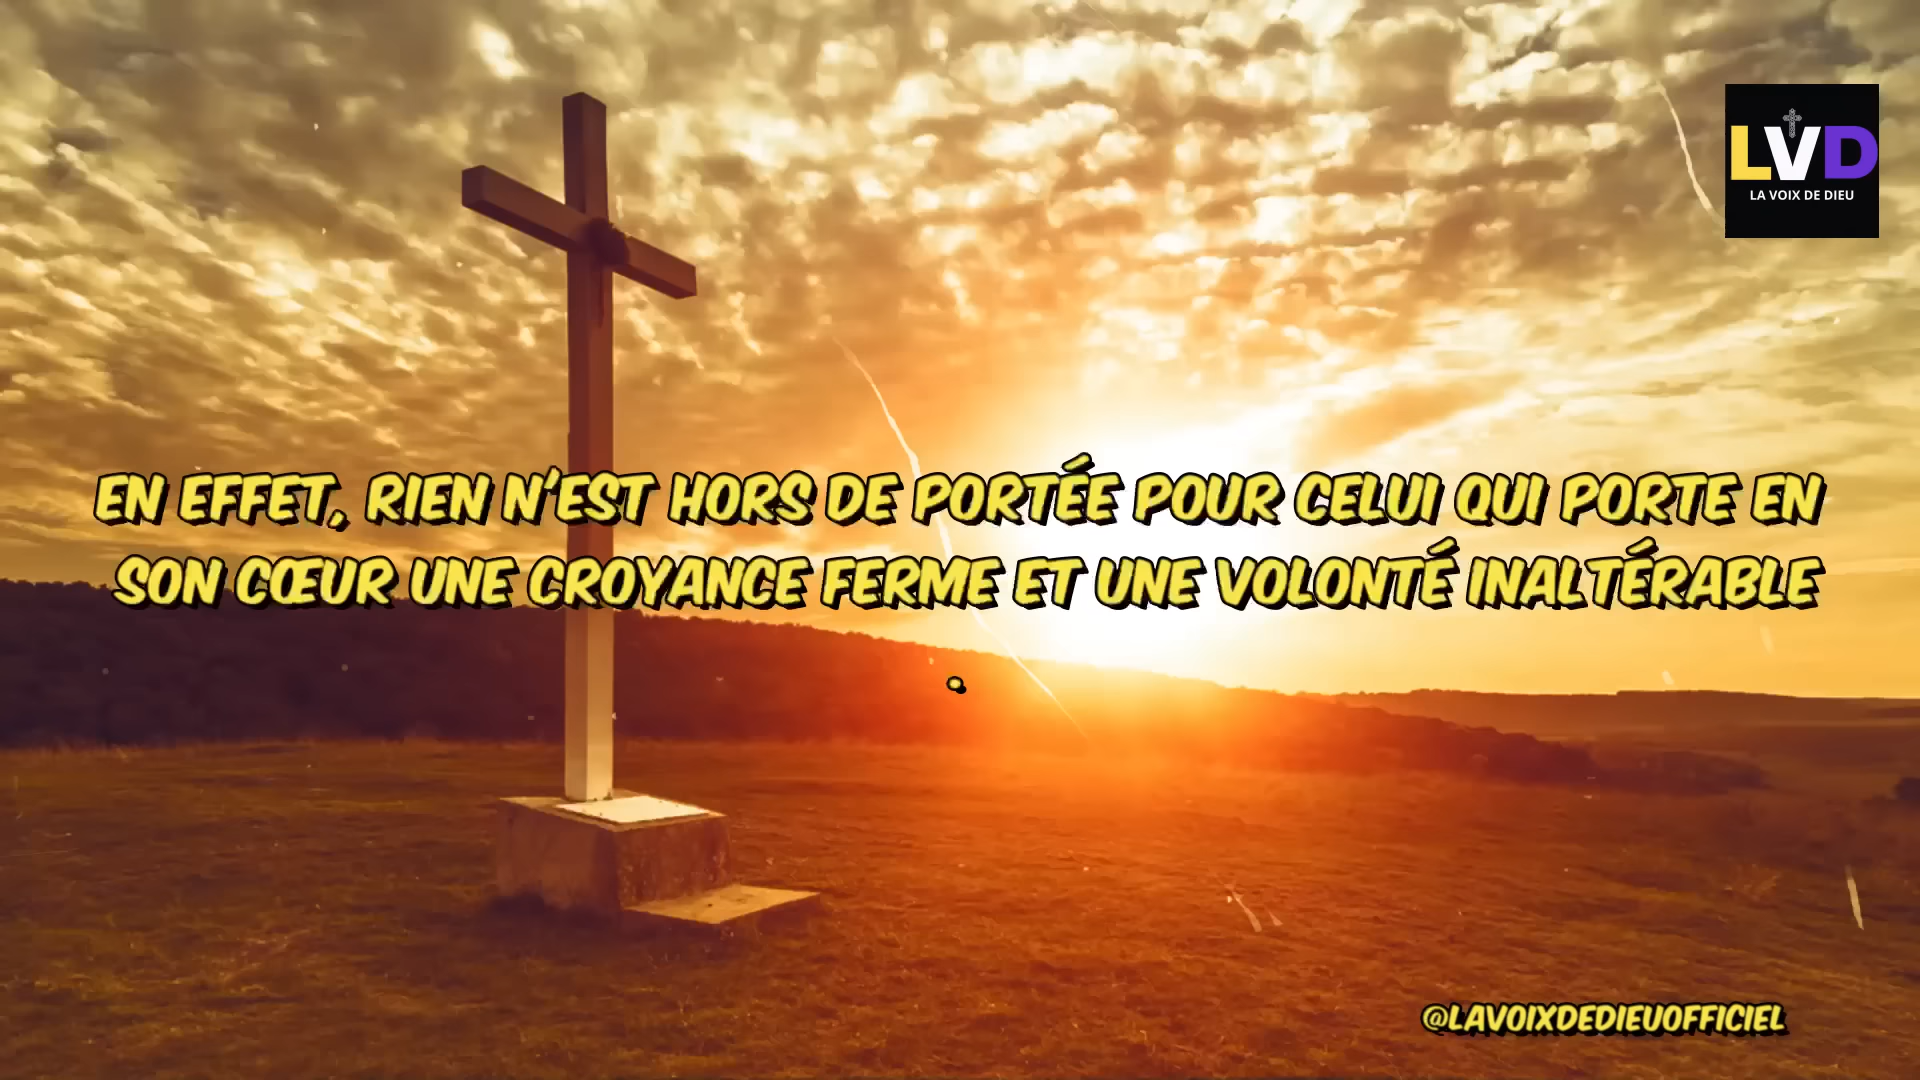 LVD
LA VOIX DE DIEU
EN EFFET, RIEN N'EST HORS DE PORTÉE POUR CELUI QUI PORTE EN
SON CŒUR UNE CROYANCE FERME ET UNE VOLONTÉ INALTÉRABLE
.
@LAVOIXDEDIEUOFFICIEL